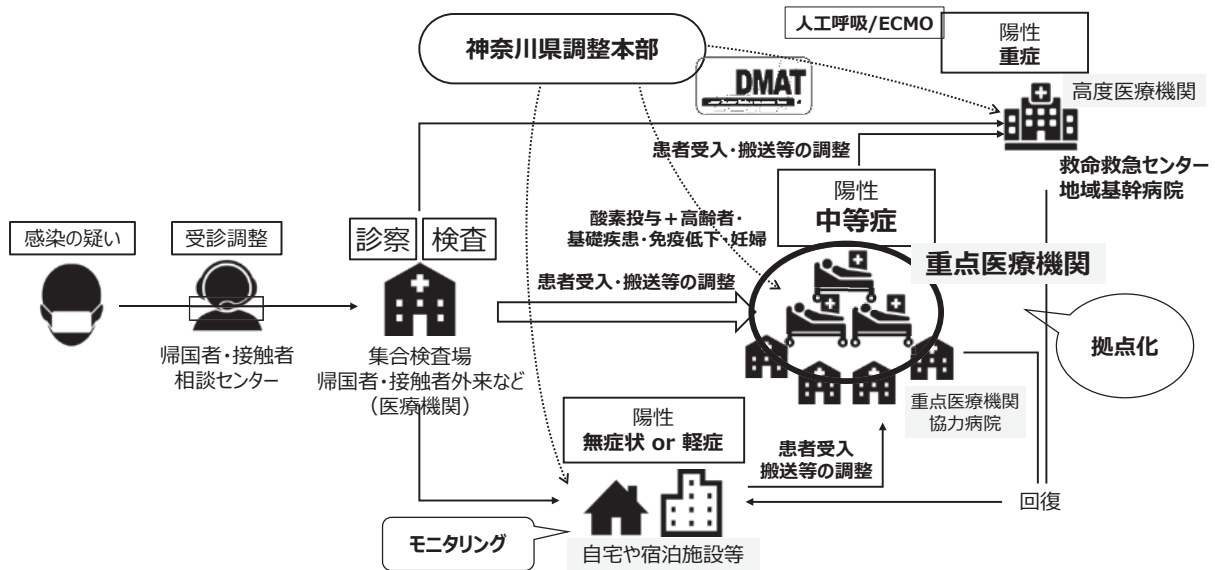 神奈川県調整本部
DMAT
人工呼吸/ECMO
陽性
重症
高度医療機関
救命救急センター
地域基幹病院
患者受入・搬送等の調整
陽性
中等症
酸素投与＋高齢者・
基礎疾患・免疫低下・妊婦
患者受入・搬送等の調整
重点医療機関
拠点化
感染の疑い
受診調整
診察
検査
帰国者・接触者
相談センター
集合検査場
帰国者・接触者外来など
（医療機関）
重点医療機関
協力病院
陽性
無症状 or 軽症
患者受入
搬送等の調整
回復
モニタリング
自宅や宿泊施設等